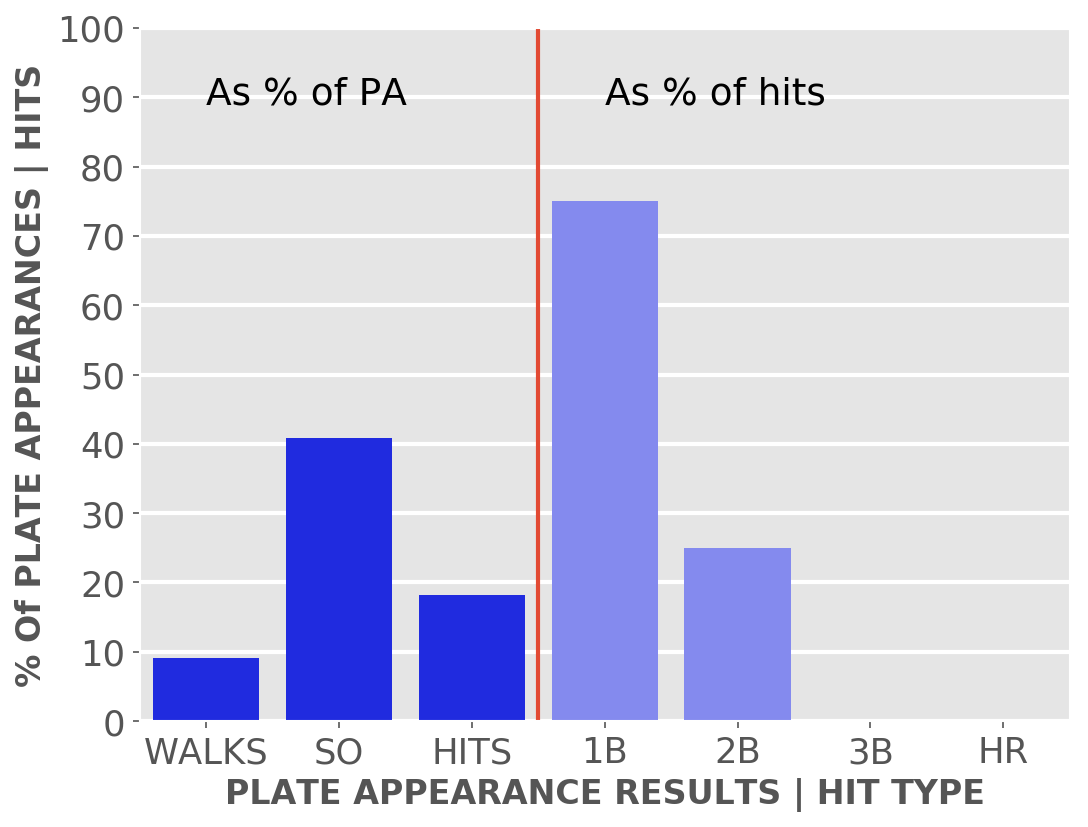 % Of PLATE APPEARANCES | HITS
100
90
80
70
60
50
40
30
20
10
0
As % of PA
As % of hits
WALKS SO HITS 1B 2B 3B HR
PLATE APPEARANCE RESULTS | HIT TYPE